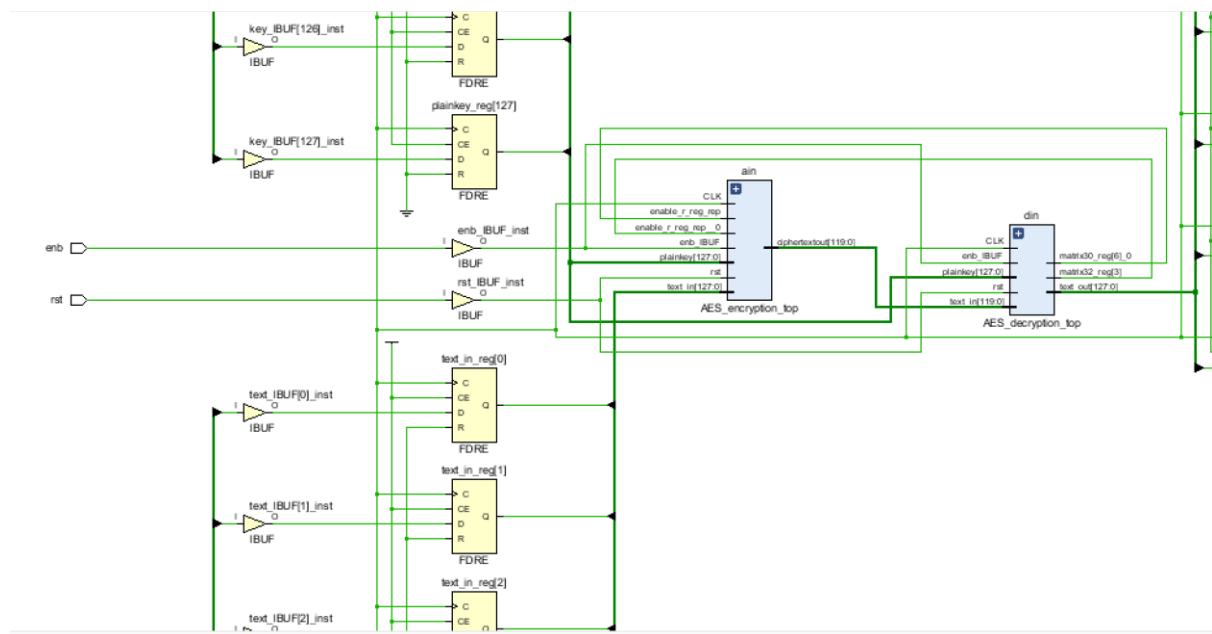 key_IBUF[126]_inst
I
O
IBUF
C
CE
D
R
Q
FDRE
plainkey_reg[127]
key_IBUF[127]_inst
I
O
IBUF
C
CE
D
R
Q
FDRE
enb
enb_IBUF_inst
I
O
IBUF
rst
rst_IBUF_inst
I
O
IBUF
ain
CLK
enable_r_reg_rep
enable_r_reg_rep__0
enb_IBUF
plainkey[127:0]
rst
text_in[127:0]
ciphertextout[119:0]
AES_encryption_top
din
CLK
enb_IBUF
plainkey[127:0]
rst
text_in[119:0]
matrix30_reg[6]_0
matrix32_reg[3]
text_out[127:0]
AES_decryption_top
text_in_reg[0]
text_IBUF[0]_inst
I
O
IBUF
C
CE
D
R
Q
FDRE
text_in_reg[1]
text_IBUF[1]_inst
I
O
IBUF
C
CE
D
R
Q
FDRE
text_in_reg[2]
text_IBUF[2]_inst
C
CE